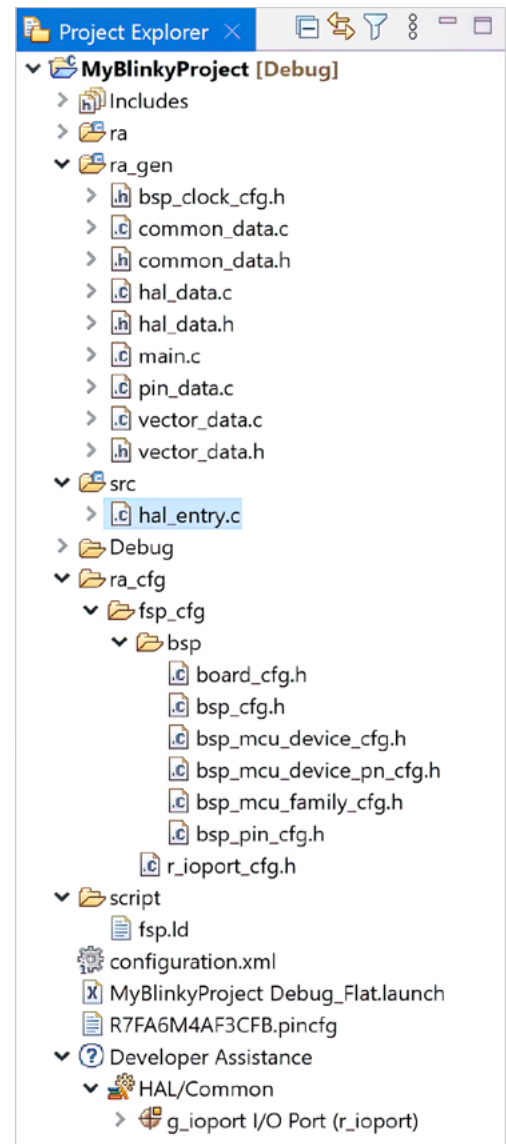 Project Explorer
MyBlinkyProject [Debug]
Includes
ra
ra_gen
bsp_clock_cfg.h
common_data.c
common_data.h
hal_data.c
hal_data.h
main.c
pin_data.c
vector_data.c
vector_data.h
src
hal_entry.c
Debug
ra_cfg
fsp_cfg
bsp
board_cfg.h
bsp_cfg.h
bsp_mcu_device_cfg.h
bsp_mcu_device_pn_cfg.h
bsp_mcu_family_cfg.h
bsp_pin_cfg.h
r_ioport_cfg.h
script
fsp.ld
configuration.xml
MyBlinkyProject Debug_Flat.launch
R7FA6M4AF3CFB.pincfg
Developer Assistance
HAL/Common
g_ioport I/O Port (r_ioport)